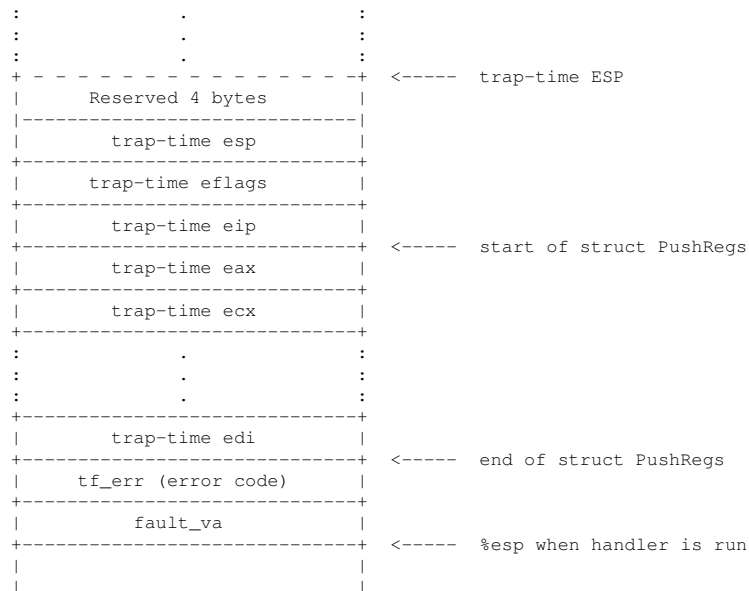 :                .                :
:                .                :
:                .                :
+ - - - - - - - - - - - - - - -+  <-----  trap-time ESP
|      Reserved 4 bytes      |
|------------------------------|
|        trap-time esp        |
+------------------------------+
|      trap-time eflags      |
+------------------------------+
|        trap-time eip        |
+------------------------------+  <-----  start of struct PushRegs
|        trap-time eax        |
+------------------------------+
|        trap-time ecx        |
+------------------------------+
:                .                :
:                .                :
:                .                :
+------------------------------+
|        trap-time edi        |
+------------------------------+  <-----  end of struct PushRegs
|     tf_err (error code)     |
+------------------------------+
|          fault_va          |
+------------------------------+  <-----  %esp when handler is run
|                              |
|                              |